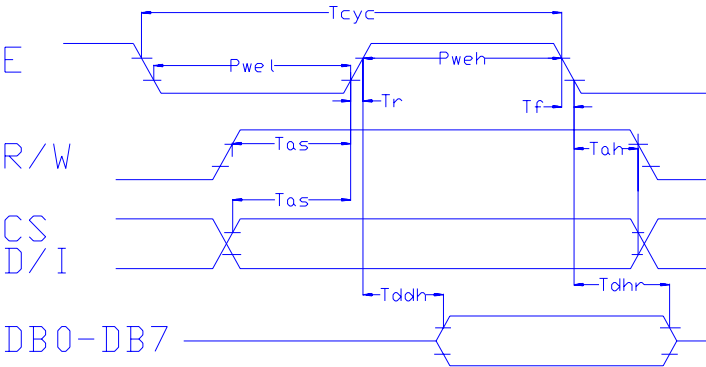 Tcyc
E
Pwel
Pweh
Tr
Tf
R/W
Tas
Tah
Tas
CS
D/I
Tddh
Tdhr
DB0-DB7